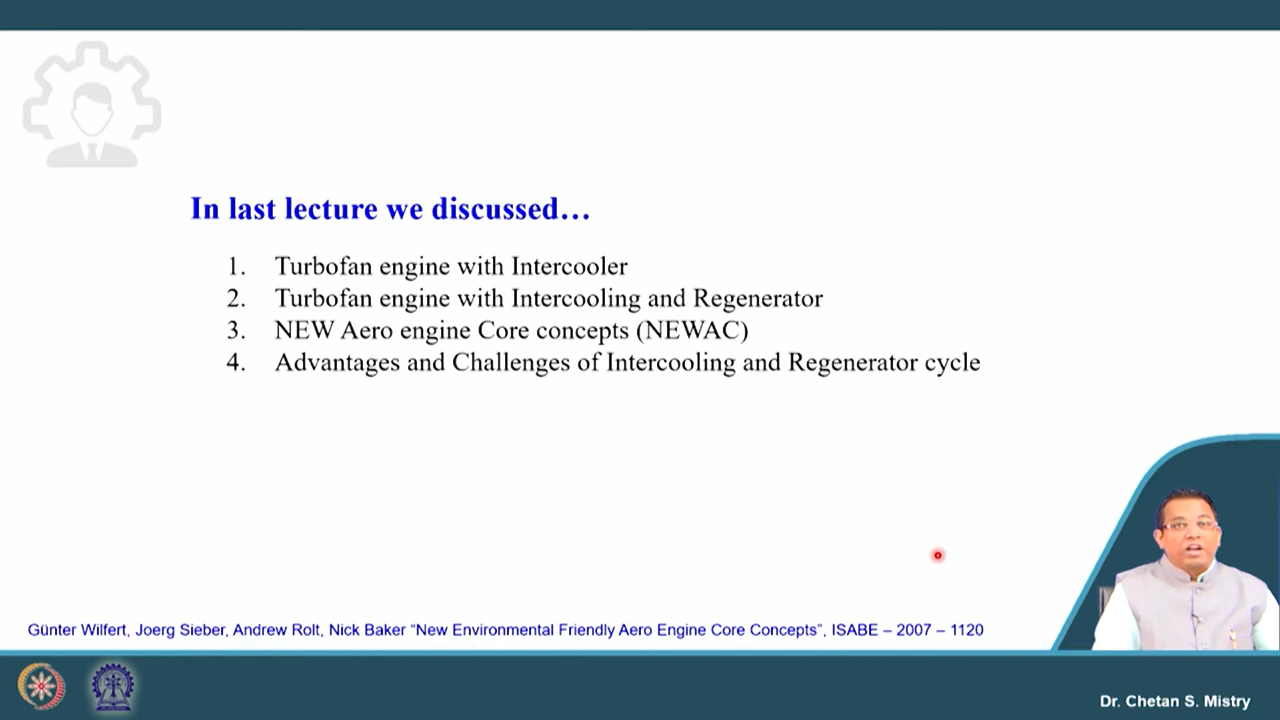 In last lecture we discussed…
1. Turbofan engine with Intercooler
2. Turbofan engine with Intercooling and Regenerator
3. NEW Aero engine Core concepts (NEWAC)
4. Advantages and Challenges of Intercooling and Regenerator cycle
Günter Wilfert, Joerg Sieber, Andrew Rolt, Nick Baker “New Environmental Friendly Aero Engine Core Concepts”, ISABE – 2007 – 1120
Dr. Chetan S. Mistry